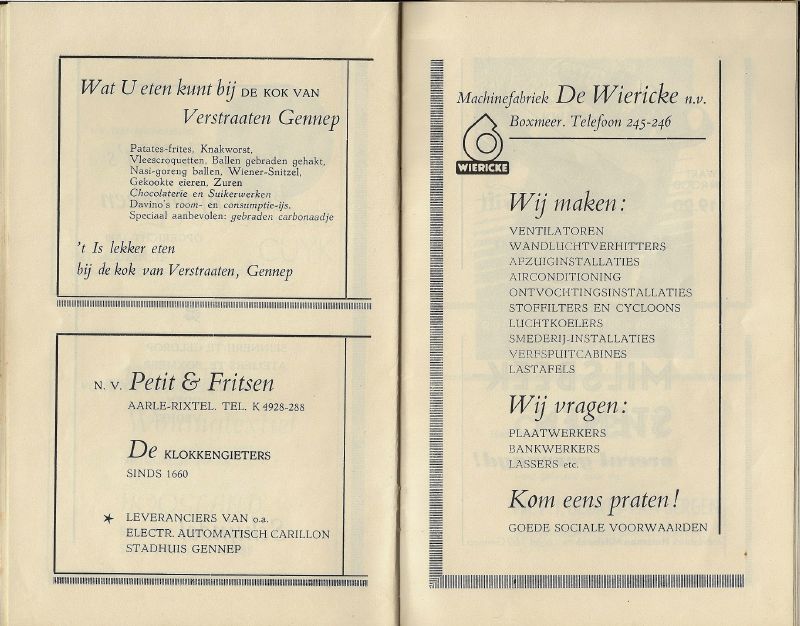 Wat U eten kunt bij DE KOK VAN
Verstraaten Gennep
Patates-frites, Knakworst,
Vleescroquetten, Ballen gebraden gehakt,
Nasi-goreng ballen, Wiener-Snitzel,
Gekookte eieren, Zuren
Chocolaterie en Suikerwerken
Davino's room- en consumptie-ijs.
Speciaal aanbevolen: gebraden carbonaadje
't Is lekker eten
bij de kok van Verstraaten, Gennep
N. V. Petit & Fritsen
AARLE-RIXTEL. TEL. K 4928-288
De KLOKKENGIETERS
SINDS 1660
★ LEVERANCIERS VAN o.a.
ELECTR. AUTOMATISCH CARILLON
STADHUIS GENNEP
Machinefabriek De Wiericke n.v.
Boxmeer. Telefoon 245-246
WIERICKE
Wij maken:
VENTILATOREN
WANDLUCHTVERHITTERS
AFZUIGINSTALLATIES
AIRCONDITIONING
ONTVOCHTINGSINSTALLATIES
STOFFILTERS EN CYCLOONS
LUCHTKOELERS
SMEDERIJ-INSTALLATIES
VERFSPUITCABINES
LASTAFELS
Wij vragen:
PLAATWERKERS
BANKWERKERS
LASSERS etc.
Kom eens praten!
GOEDE SOCIALE VOORWAARDEN